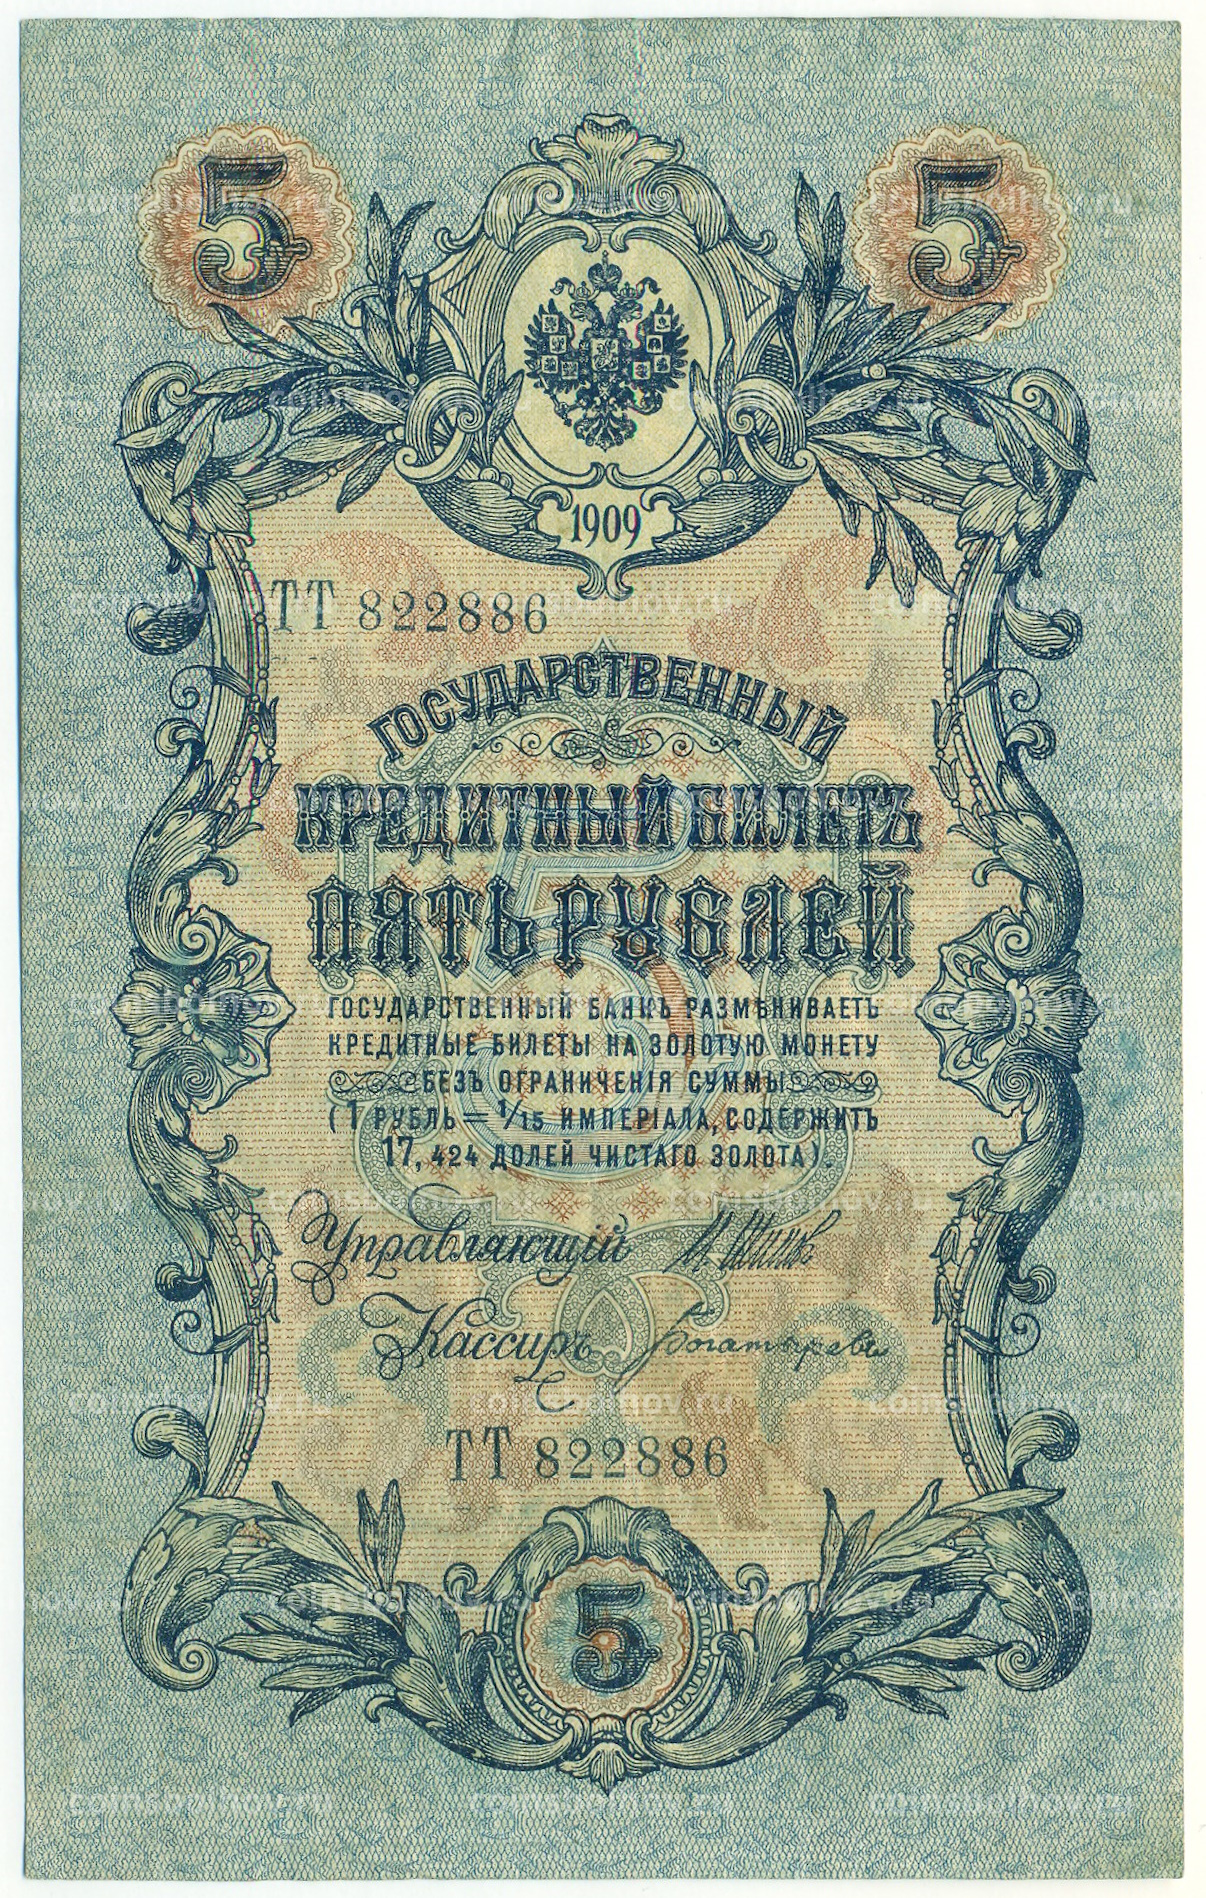 5 5
1909
ТТ 822886
ГОСУДАРСТВЕННЫЙ
КРЕДИТНЫЙ БИЛЕТЪ
ПЯТЬ РУБЛЕЙ
ГОСУДАРСТВЕННЫЙ БАНКЪ РАЗМѢНИВАЕТЪ
КРЕДИТНЫЕ БИЛЕТЫ НА ЗОЛОТУЮ МОНЕТУ
БЕЗЪ ОГРАНИЧЕНІЯ СУММЫ
(1 РУБЛЬ = 1/15 ИМПЕРІАЛА, СОДЕРЖИТЪ
17,424 ДОЛЕЙ ЧИСТАГО ЗОЛОТА).
Управляющій
Кассиръ Богатыревъ
ТТ 822886
5